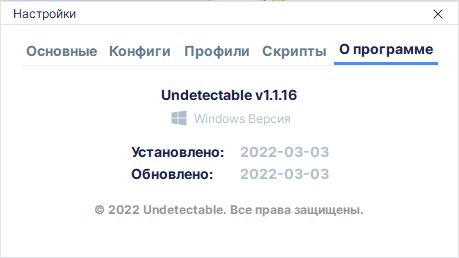 Настройки
Основные Конфиги Профили Скрипты О программе
Undetectable v1.1.16
Windows Версия
Установлено: 2022-03-03
Обновлено: 2022-03-03
© 2022 Undetectable. Все права защищены.